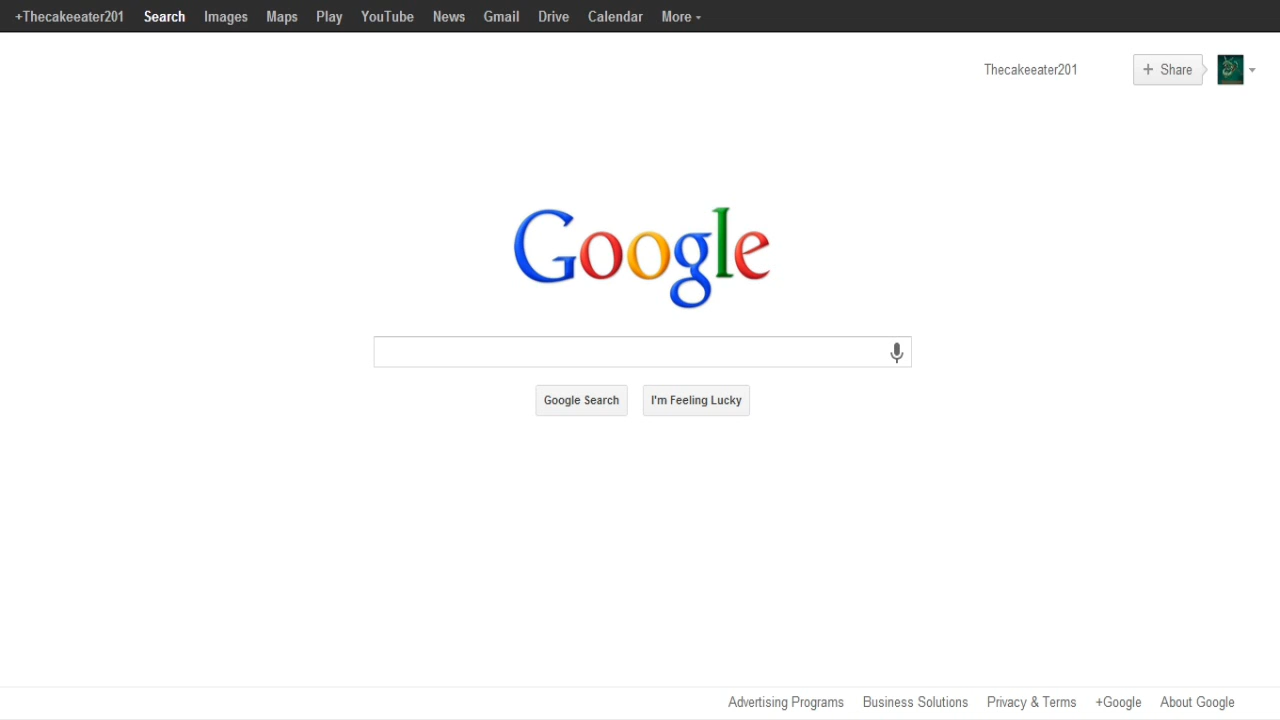 +Thecakeeater201 Search Images Maps Play YouTube News Gmail Drive Calendar More
Thecakeeater201 + Share
Google
Google Search I'm Feeling Lucky
Advertising Programs Business Solutions Privacy & Terms +Google About Google